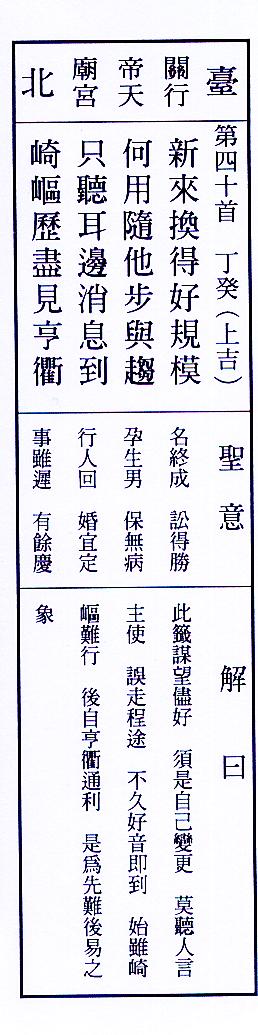 臺北
關帝廟
行天宮
第四十首　丁癸（上吉）
新來換得好規模
何用隨他步與趨
只聽耳邊消息到
崎嶇歷盡見亨衢
聖意
名終成　訟得勝
孕生男　保無病
行人回　婚宜定
事雖遲　有餘慶
解曰
此籤謀望儘好　須是自己變更　莫聽人言
主使　誤走程途　不久好音即到　始雖崎
嶇難行　後自亨衢通利　是爲先難後易之
象